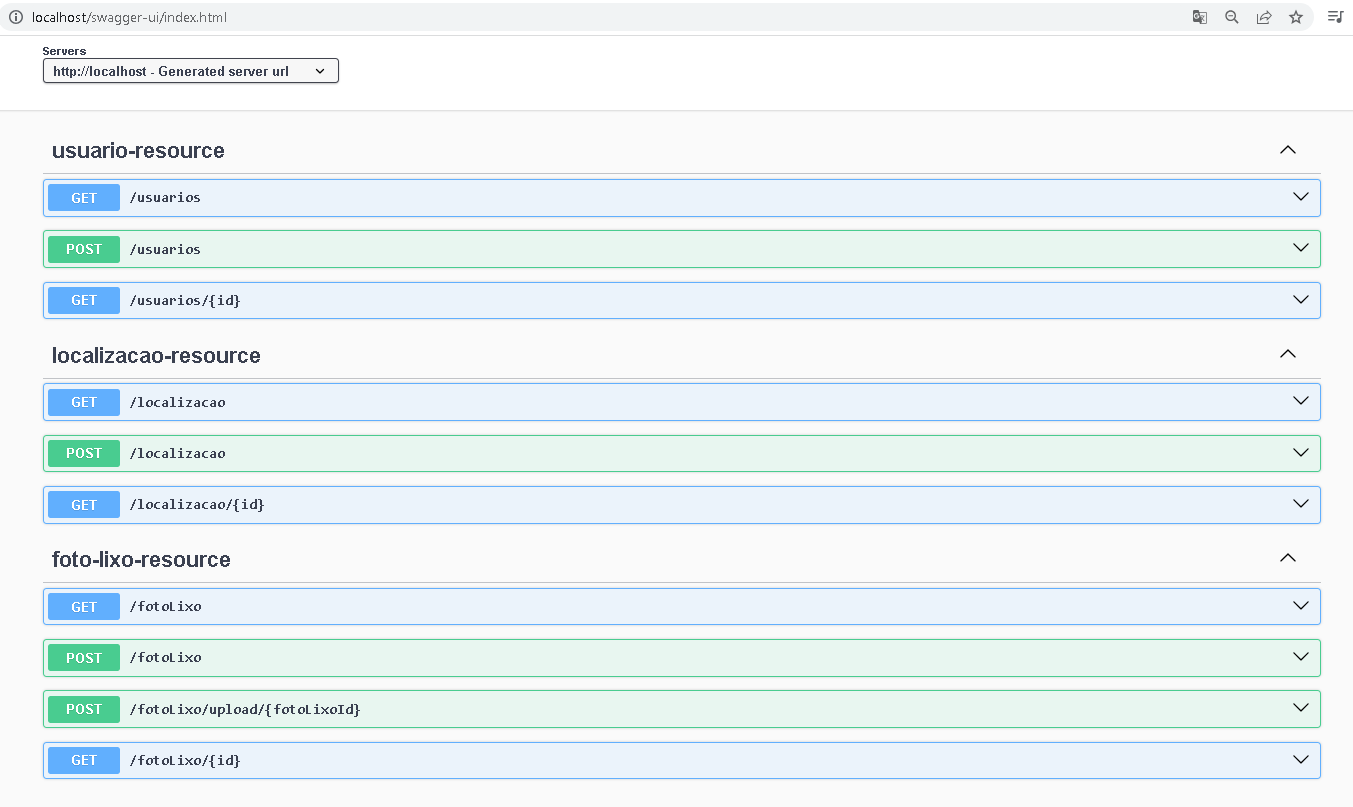 localhost/swagger-ui/index.html
Servers
http://localhost - Generated server url
usuario-resource
GET /usuarios
POST /usuarios
GET /usuarios/{id}
localizacao-resource
GET /localizacao
POST /localizacao
GET /localizacao/{id}
foto-lixo-resource
GET /fotoLixo
POST /fotoLixo
POST /fotoLixo/upload/{fotoLixoId}
GET /fotoLixo/{id}